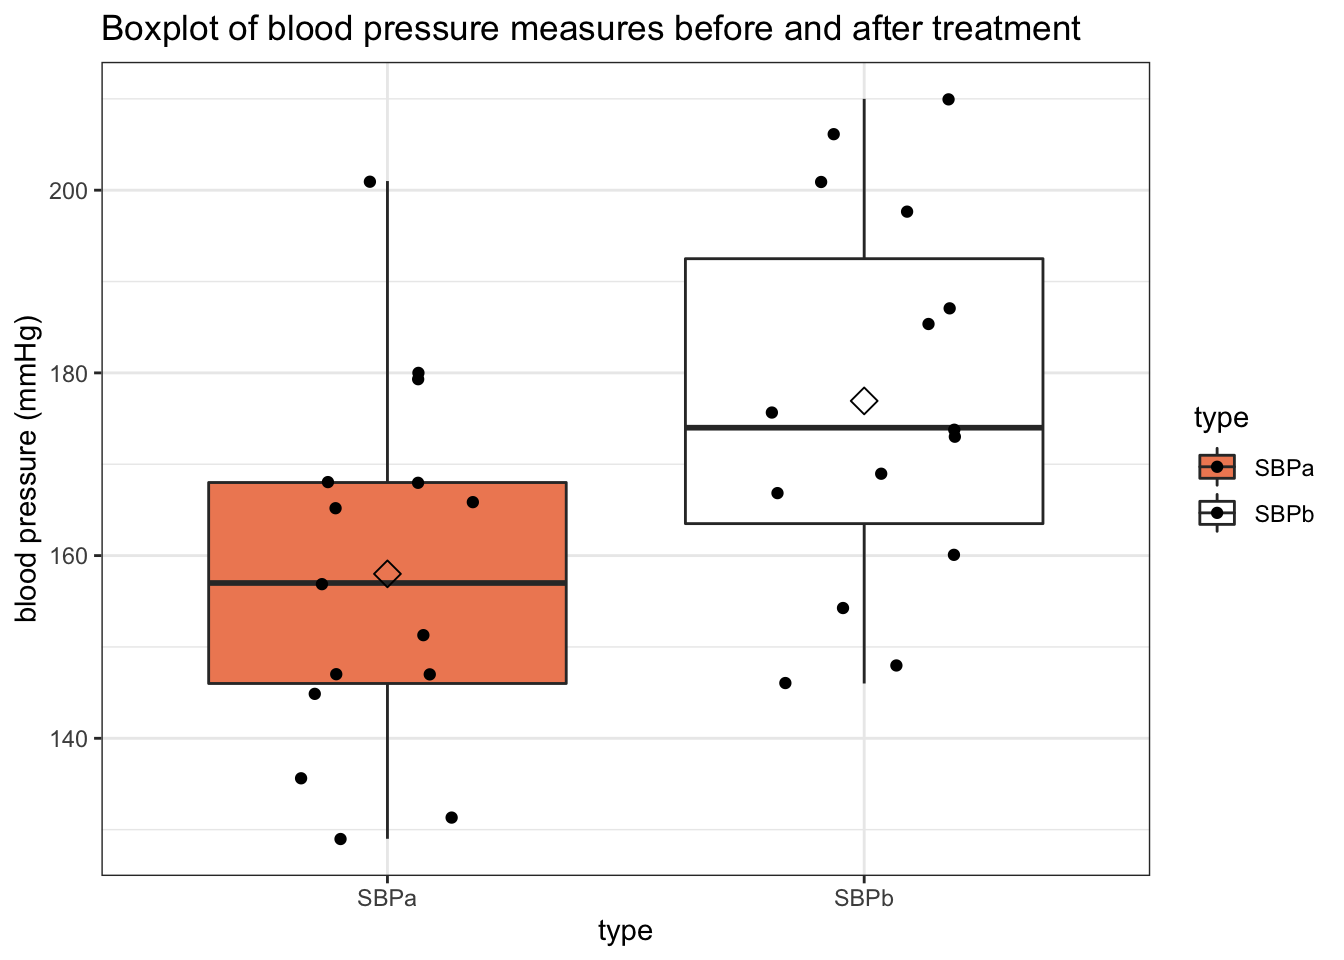 Boxplot of blood pressure measures before and after treatment
blood pressure (mmHg)
200
180
160
140
SBPa
SBPb
type
type
SBPa
SBPb